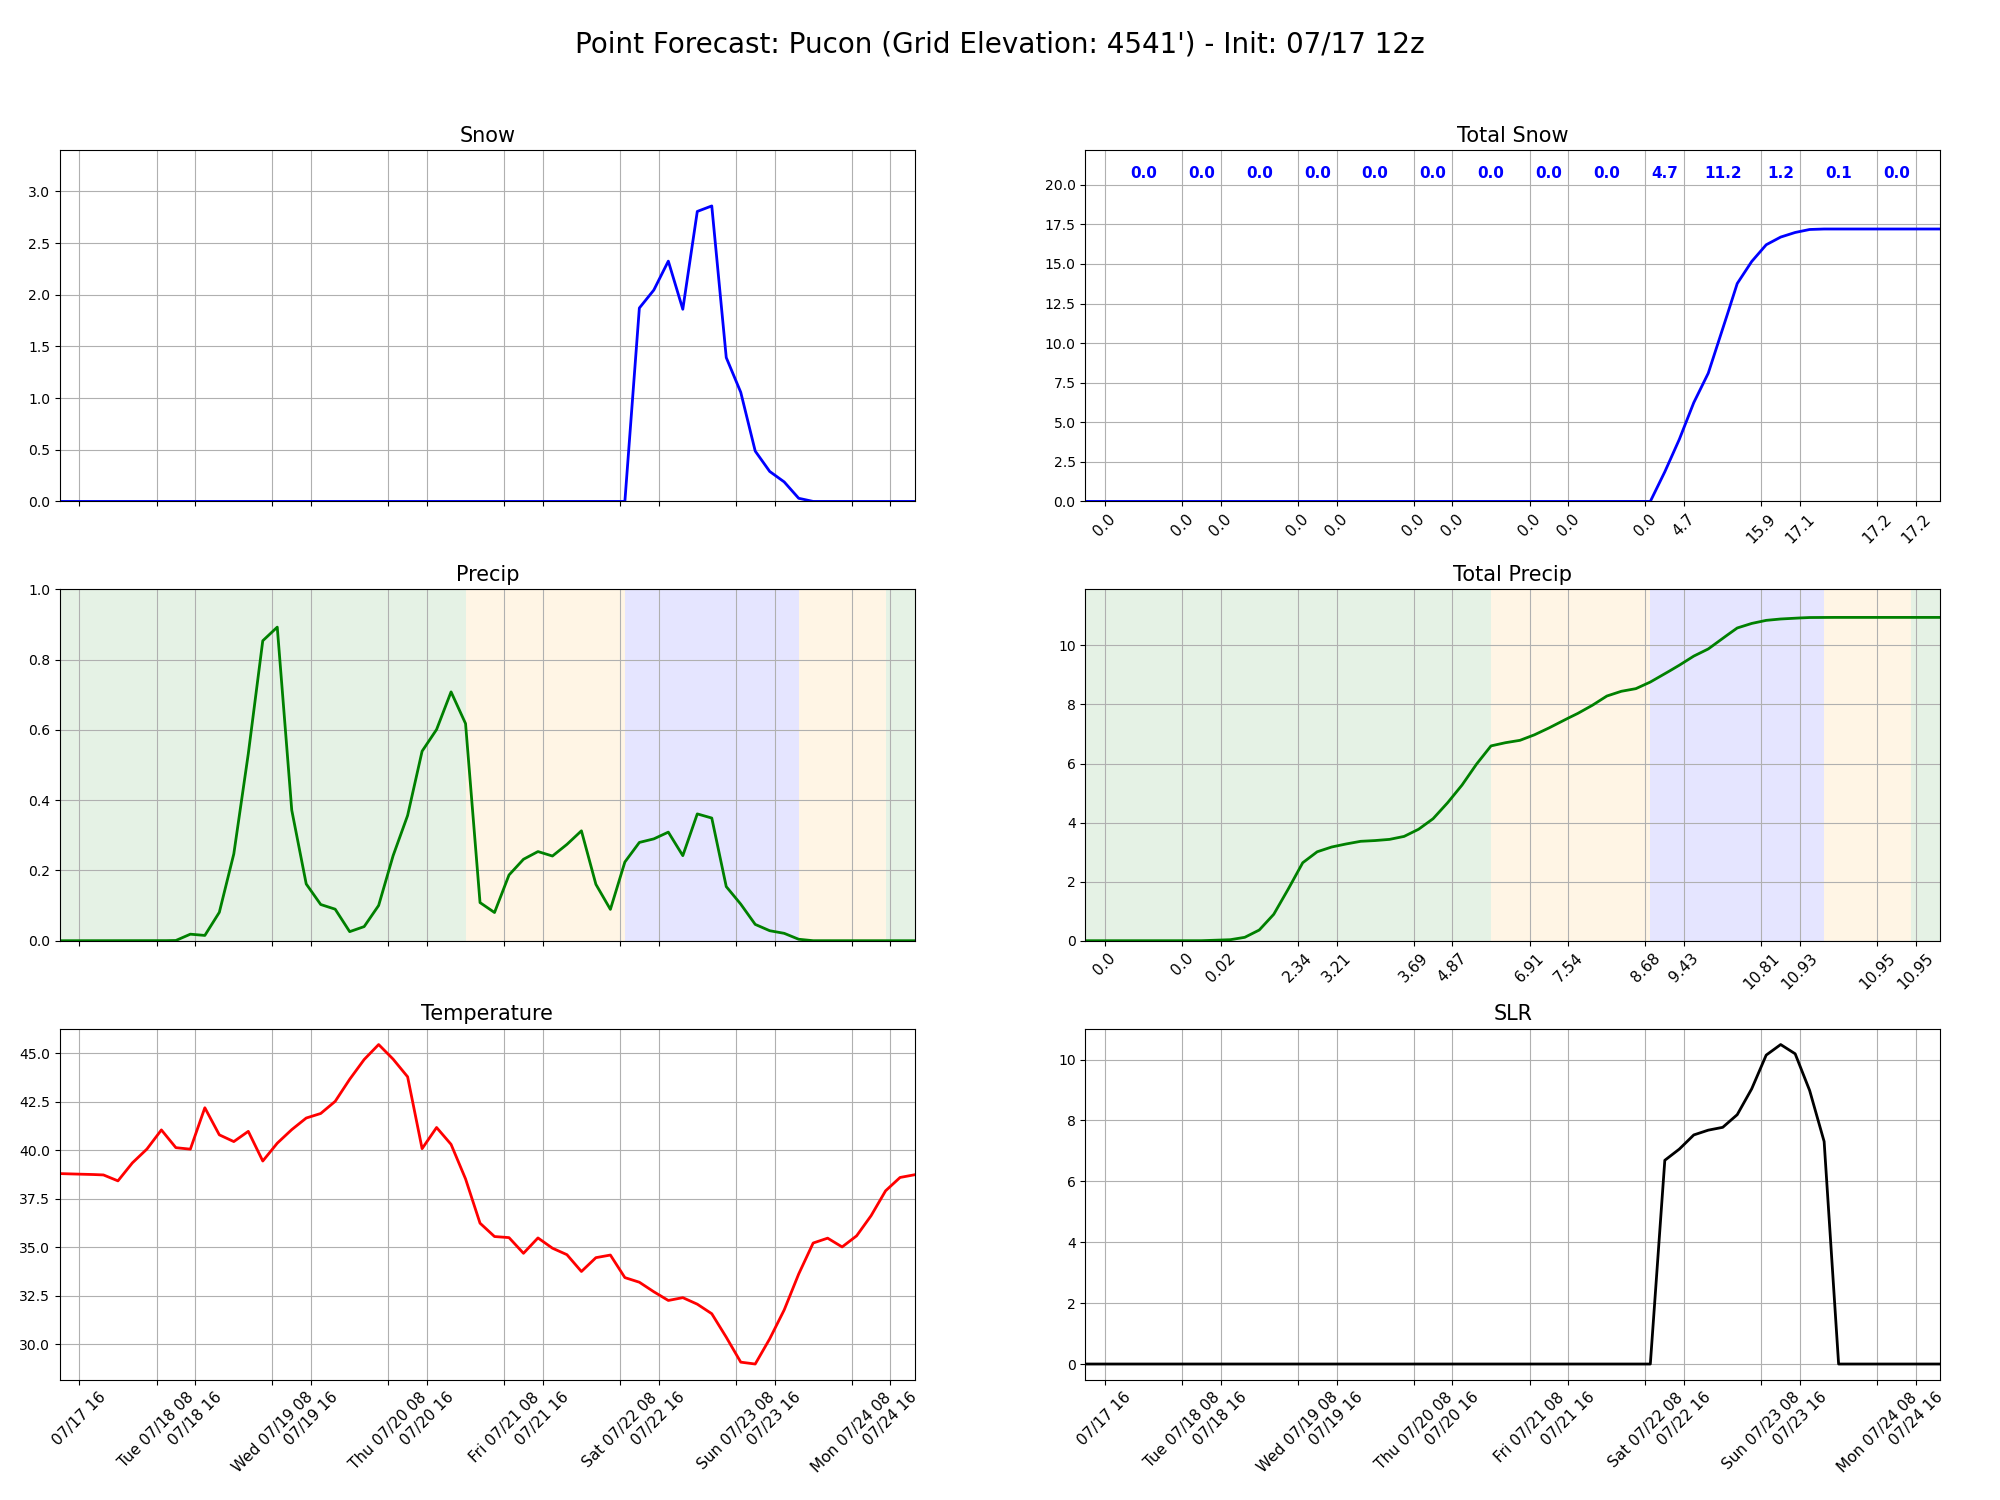 Point Forecast: Pucon (Grid Elevation: 4541') - Init: 07/17 12z
Snow
3.0
2.5
2.0
1.5
1.0
0.5
0.0
Total Snow
0.0 0.0 0.0 0.0 0.0 0.0 0.0 0.0 0.0 4.7 11.2 1.2 0.1 0.0
20.0
17.5
15.0
12.5
10.0
7.5
5.0
2.5
0.0
0.0 0.0 0.0 0.0 0.0 0.0 0.0 0.0 0.0 0.0 4.7 15.9 17.1 17.2 17.2
Precip
1.0
0.8
0.6
0.4
0.2
0.0
Total Precip
10
8
6
4
2
0
0.0 0.0 0.02 2.34 3.21 3.69 4.87 6.91 7.54 8.68 9.43 10.81 10.93 10.95 10.95
Temperature
45.0
42.5
40.0
37.5
35.0
32.5
30.0
07/17 16
Tue 07/18 08
07/18 16
Wed 07/19 08
07/19 16
Thu 07/20 08
07/20 16
Fri 07/21 08
07/21 16
Sat 07/22 08
07/22 16
Sun 07/23 08
07/23 16
Mon 07/24 08
07/24 16
SLR
10
8
6
4
2
0
07/17 16
Tue 07/18 08
07/18 16
Wed 07/19 08
07/19 16
Thu 07/20 08
07/20 16
Fri 07/21 08
07/21 16
Sat 07/22 08
07/22 16
Sun 07/23 08
07/23 16
Mon 07/24 08
07/24 16